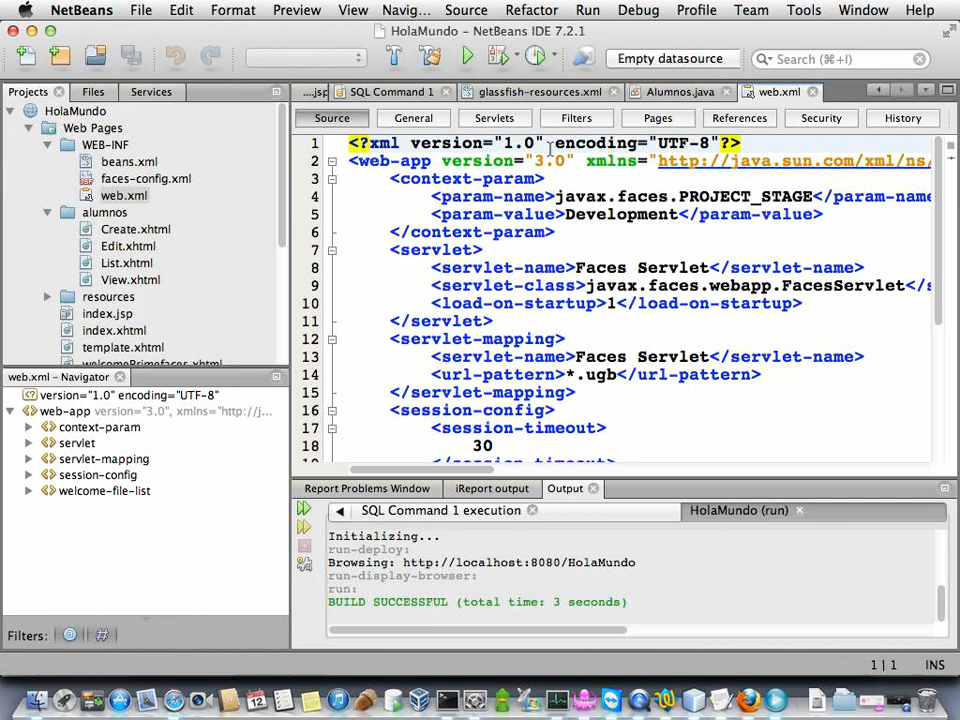 NetBeans File Edit Format Preview View Navig... Source Refactor Run Debug Profile Team Tools Window Help
HolaMundo - NetBeans IDE 7.2.1
Empty datasource
Search (⌘+I)
Projects Files Services
...jsp SQL Command 1 glassfish-resources.xml Alumnos.java web.xml
Source General Servlets Filters Pages References Security History
HolaMundo
Web Pages
WEB-INF
beans.xml
faces-config.xml
web.xml
alumnos
Create.xhtml
Edit.xhtml
List.xhtml
View.xhtml
resources
index.jsp
index.xhtml
template.xhtml
welcomePrimefaces.xhtml
1 <?xml version="1.0" encoding="UTF-8"?>
2 <web-app version="3.0" xmlns="http://java.sun.com/xml/ns/
3 <context-param>
4 <param-name>javax.faces.PROJECT_STAGE</param-name
5 <param-value>Development</param-value>
6 </context-param>
7 <servlet>
8 <servlet-name>Faces Servlet</servlet-name>
9 <servlet-class>javax.faces.webapp.FacesServlet</s
10 <load-on-startup>1</load-on-startup>
11 </servlet>
12 <servlet-mapping>
13 <servlet-name>Faces Servlet</servlet-name>
14 <url-pattern>*.ugb</url-pattern>
15 </servlet-mapping>
16 <session-config>
17 <session-timeout>
18 30
</session-timeout>
web.xml - Navigator
version="1.0" encoding="UTF-8"
web-app version="3.0", xmlns="http://j...
context-param
servlet
servlet-mapping
session-config
welcome-file-list
Filters:
Report Problems Window iReport output Output
SQL Command 1 execution HolaMundo (run)
Initializing...
run-deploy:
Browsing: http://localhost:8080/HolaMundo
run-display-browser:
run:
BUILD SUCCESSFUL (total time: 3 seconds)
1 | 1 INS
12